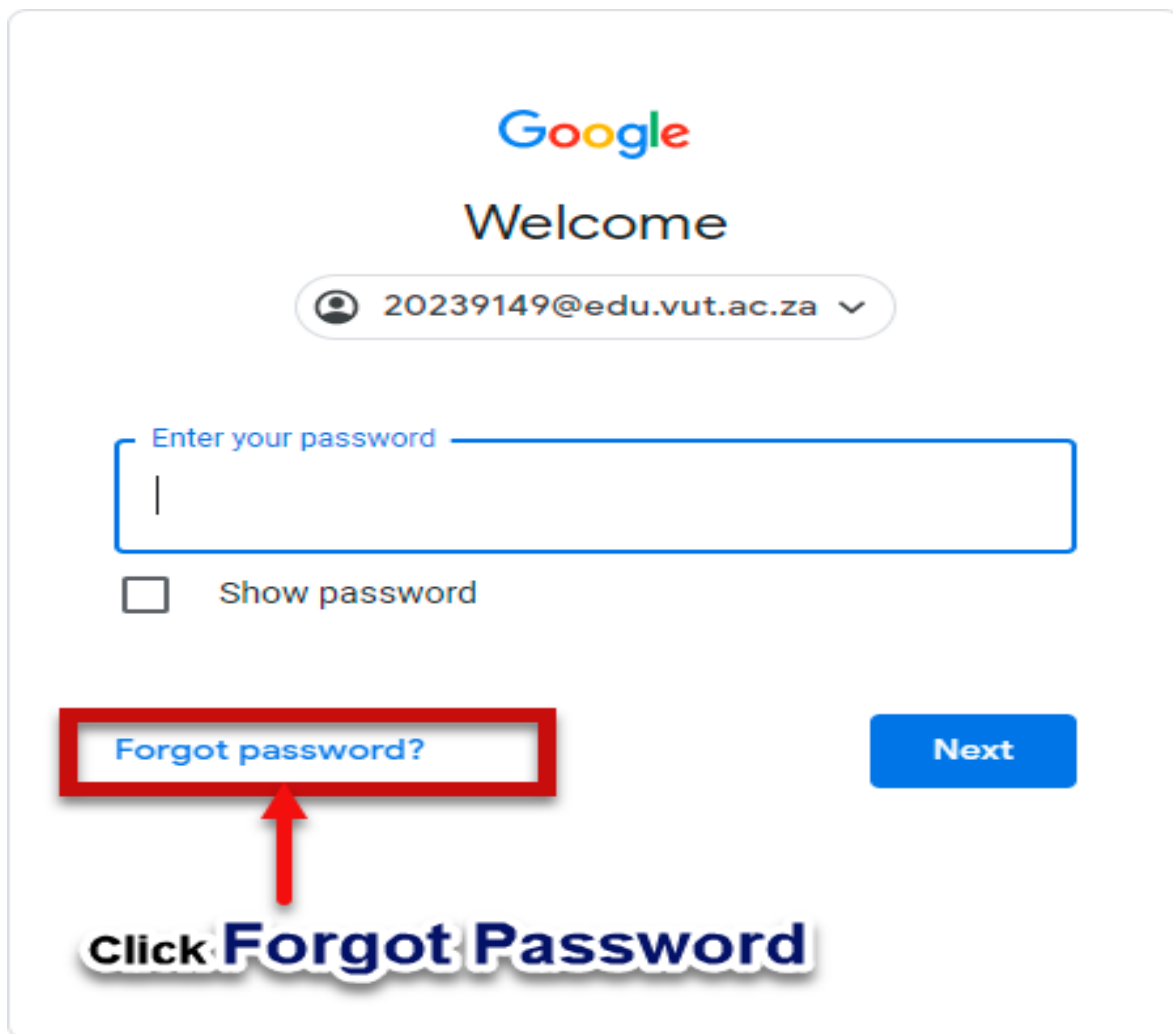 Google
Welcome
20239149@edu.vut.ac.za
Enter your password
Show password
Forgot password?
Next
Click Forgot Password